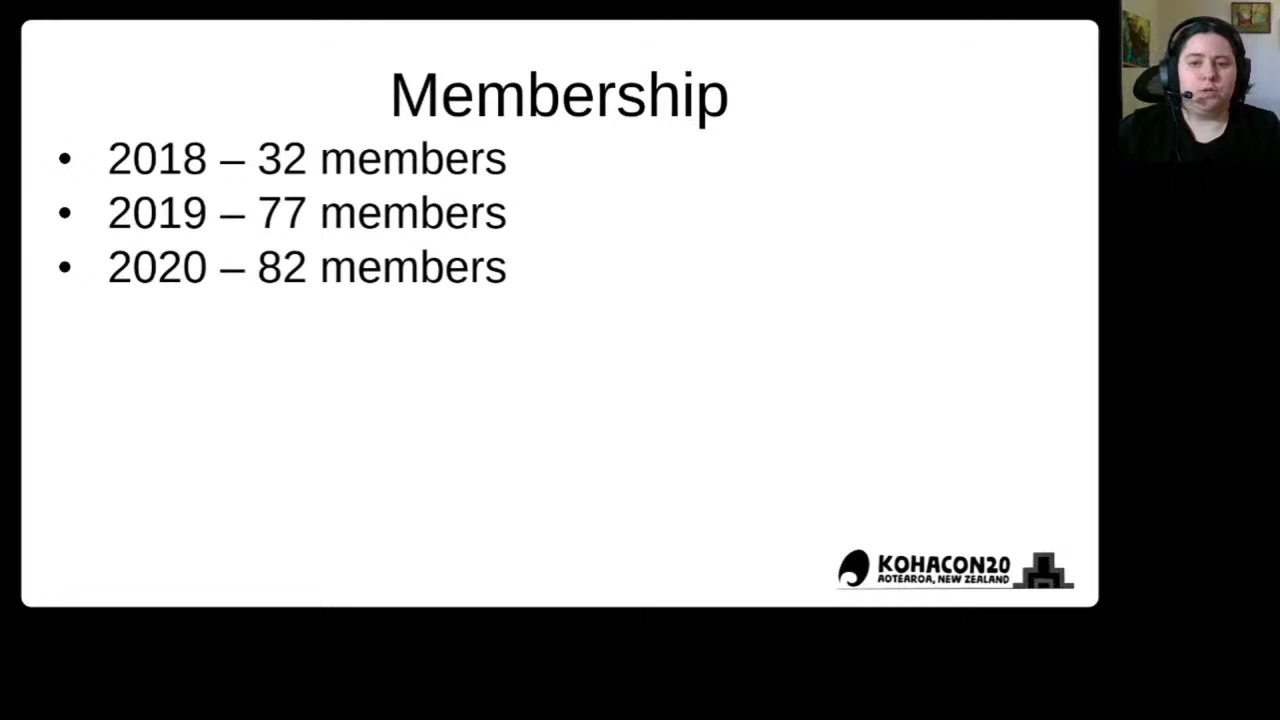 Membership
• 2018 – 32 members
• 2019 – 77 members
• 2020 – 82 members
KOHACON20
AOTEAROA, NEW ZEALAND